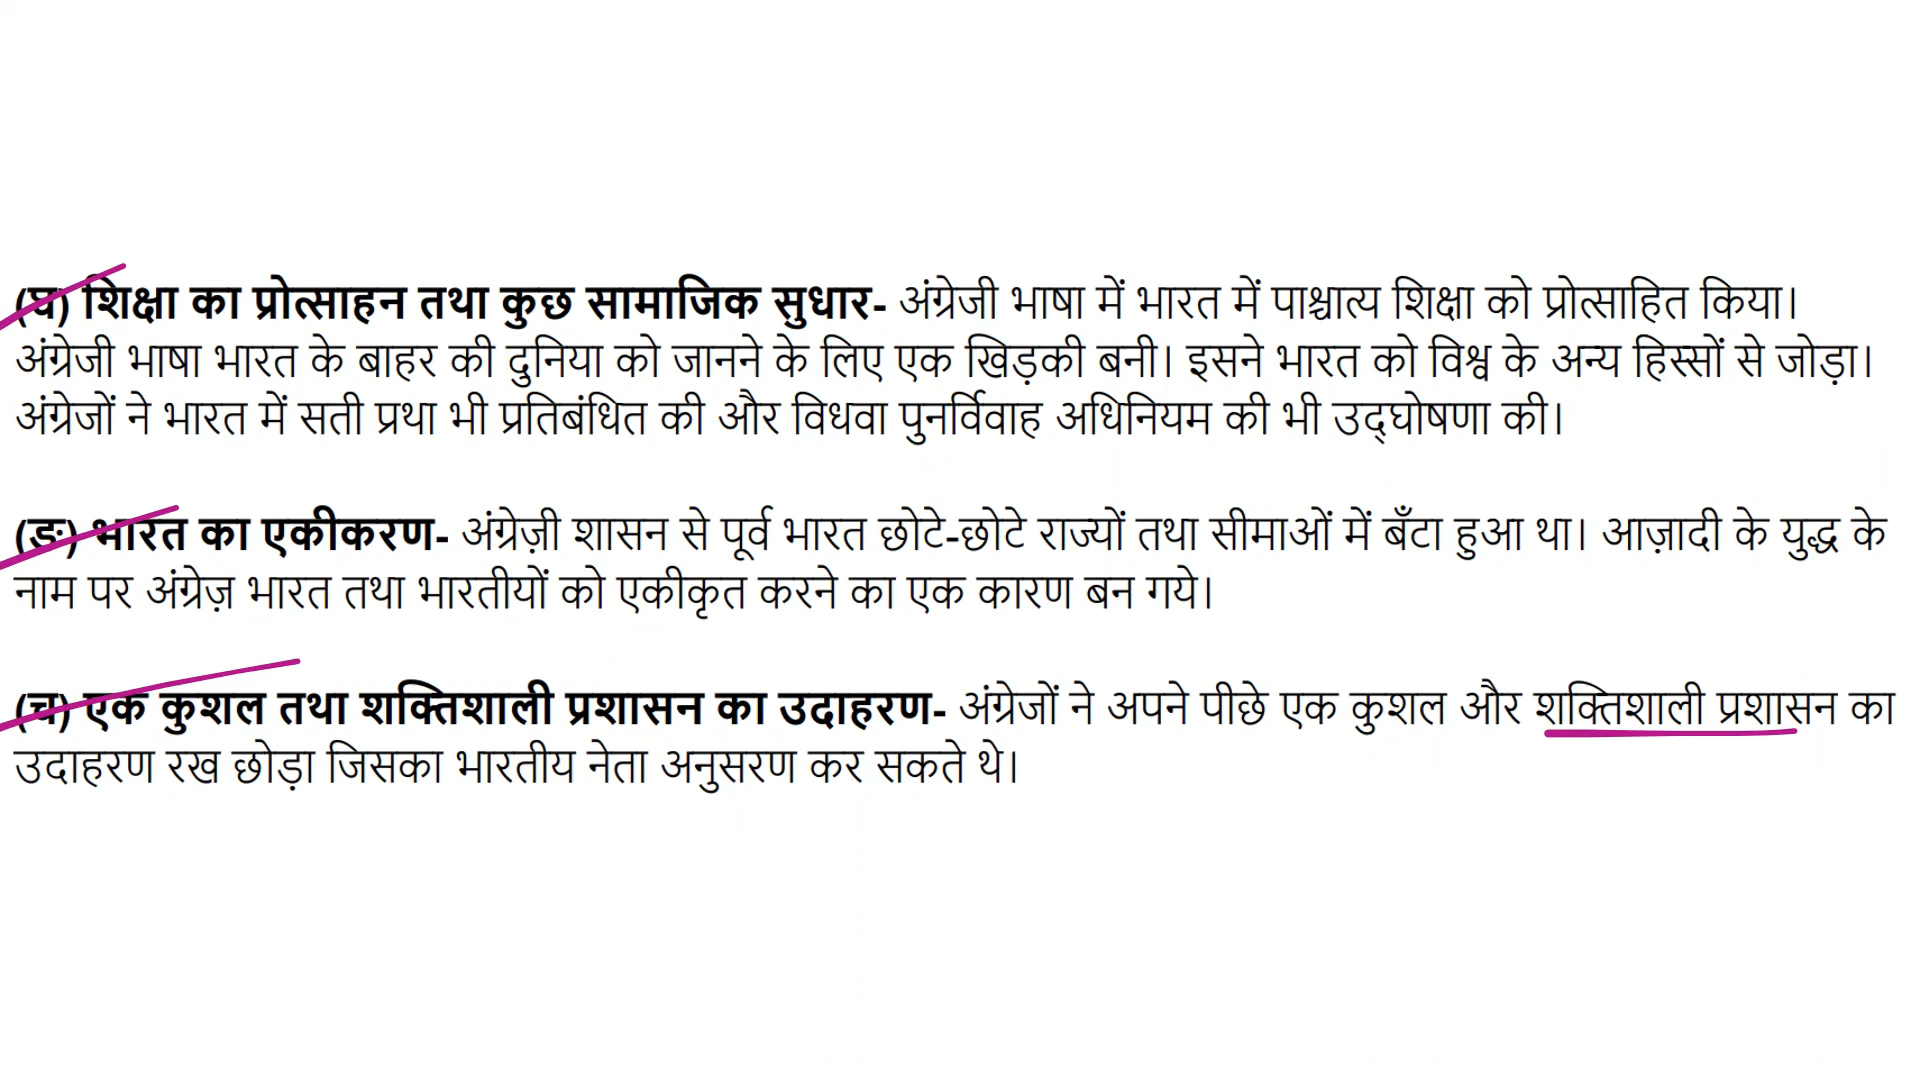 (घ) शिक्षा का प्रोत्साहन तथा कुछ सामाजिक सुधार- अंग्रेजी भाषा में भारत में पाश्चात्य शिक्षा को प्रोत्साहित किया।
अंग्रेजी भाषा भारत के बाहर की दुनिया को जानने के लिए एक खिड़की बनी। इसने भारत को विश्व के अन्य हिस्सों से जोड़ा।
अंग्रेजों ने भारत में सती प्रथा भी प्रतिबंधित की और विधवा पुनर्विवाह अधिनियम की भी उद्घोषणा की।
(ङ) भारत का एकीकरण- अंग्रेज़ी शासन से पूर्व भारत छोटे-छोटे राज्यों तथा सीमाओं में बँटा हुआ था। आज़ादी के युद्ध के
नाम पर अंग्रेज़ भारत तथा भारतीयों को एकीकृत करने का एक कारण बन गये।
(च) एक कुशल तथा शक्तिशाली प्रशासन का उदाहरण- अंग्रेजों ने अपने पीछे एक कुशल और शक्तिशाली प्रशासन का
उदाहरण रख छोड़ा जिसका भारतीय नेता अनुसरण कर सकते थे।